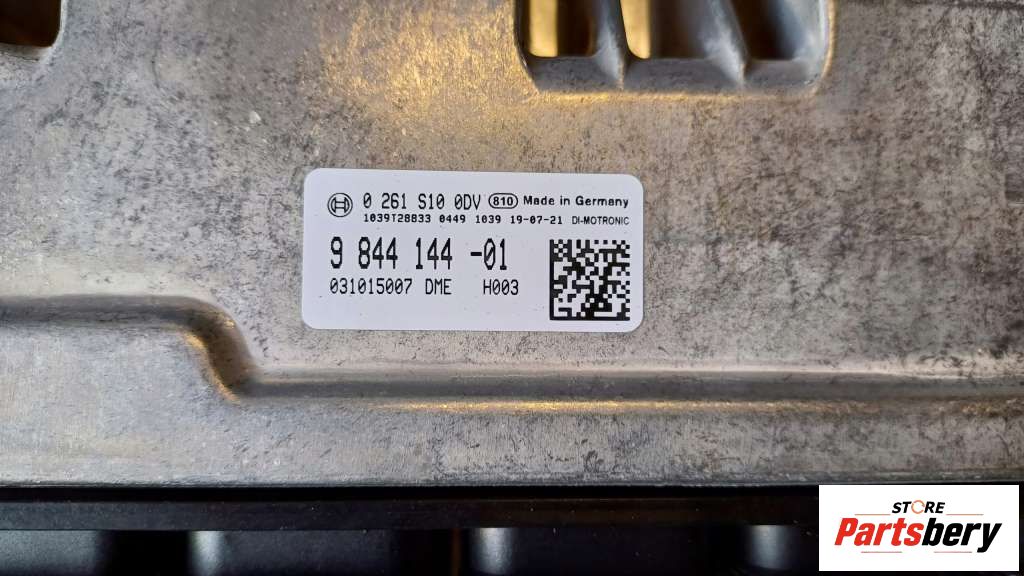 0 261 S10 0DV 810 Made in Germany
1039T28833 0449 1039 19-07-21 DI-MOTRONIC
9 844 144 -01
031015007 DME H003
STORE
Partsbery